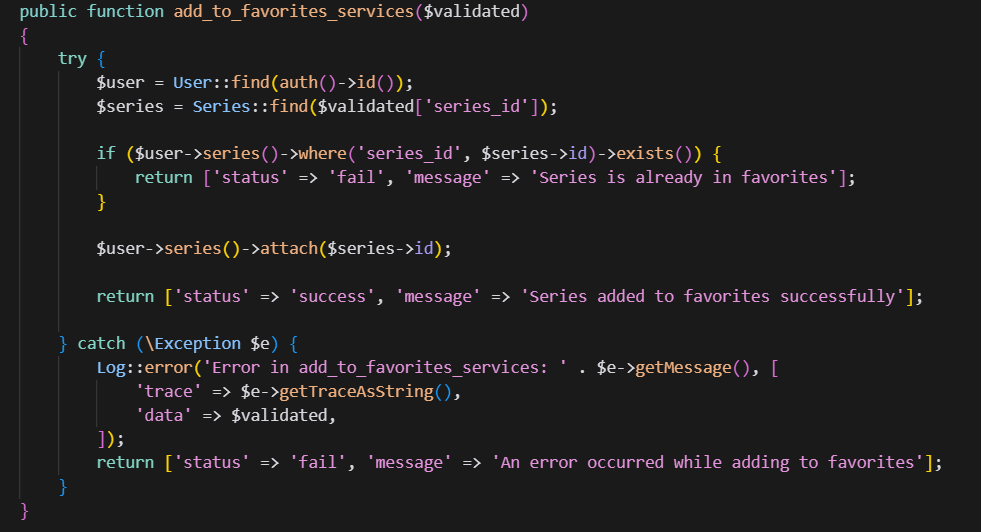 public function add_to_favorites_services($validated)
{
    try {
        $user = User::find(auth()->id());
        $series = Series::find($validated['series_id']);

        if ($user->series()->where('series_id', $series->id)->exists()) {
            return ['status' => 'fail', 'message' => 'Series is already in favorites'];
        }

        $user->series()->attach($series->id);

        return ['status' => 'success', 'message' => 'Series added to favorites successfully'];

    } catch (\Exception $e) {
        Log::error('Error in add_to_favorites_services: ' . $e->getMessage(), [
            'trace' => $e->getTraceAsString(),
            'data' => $validated,
        ]);
        return ['status' => 'fail', 'message' => 'An error occurred while adding to favorites'];
    }
}